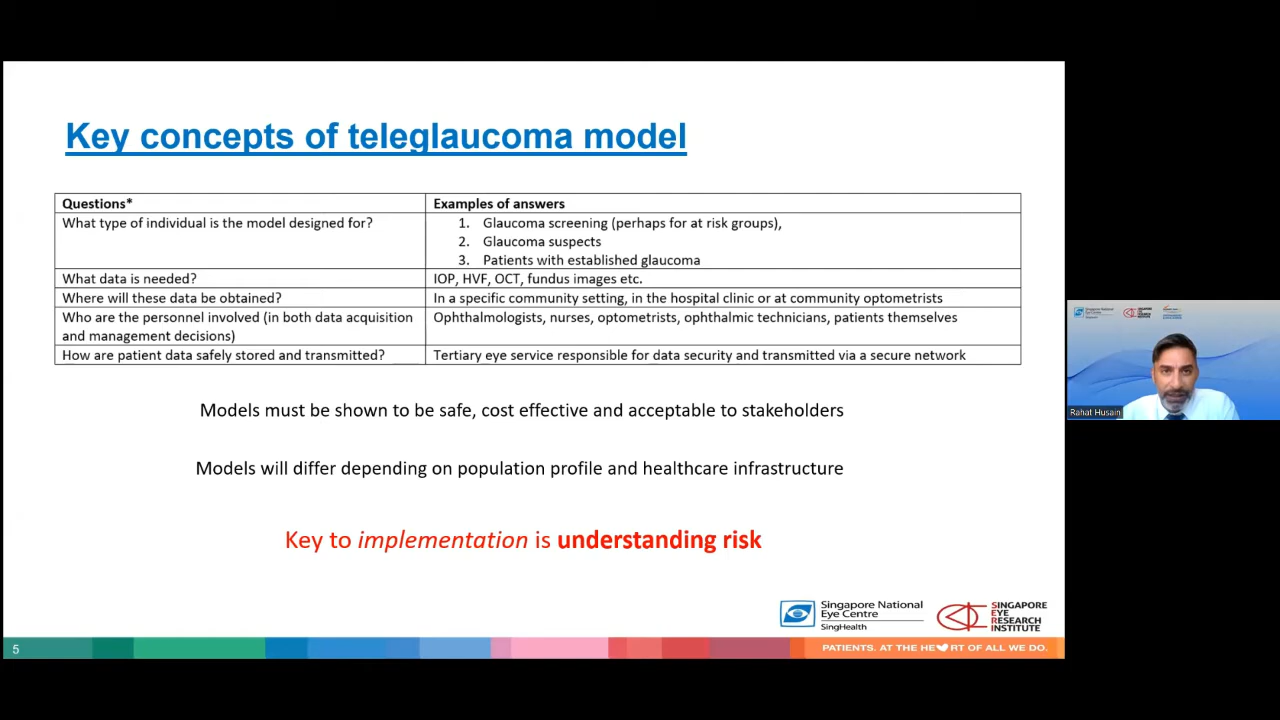 Key concepts of teleglaucoma model
Questions*
Examples of answers
What type of individual is the model designed for?
1. Glaucoma screening (perhaps for at risk groups),
2. Glaucoma suspects
3. Patients with established glaucoma
What data is needed?
IOP, HVF, OCT, fundus images etc.
Where will these data be obtained?
In a specific community setting, in the hospital clinic or at community optometrists
Who are the personnel involved (in both data acquisition
and management decisions)
Ophthalmologists, nurses, optometrists, ophthalmic technicians, patients themselves
How are patient data safely stored and transmitted?
Tertiary eye service responsible for data security and transmitted via a secure network
Models must be shown to be safe, cost effective and acceptable to stakeholders
Models will differ depending on population profile and healthcare infrastructure
Key to implementation is understanding risk
Singapore National
Eye Centre
SingHealth
SINGAPORE
EYE
RESEARCH
INSTITUTE
5
PATIENTS. AT THE HE RT OF ALL WE DO.
Rahat Husain